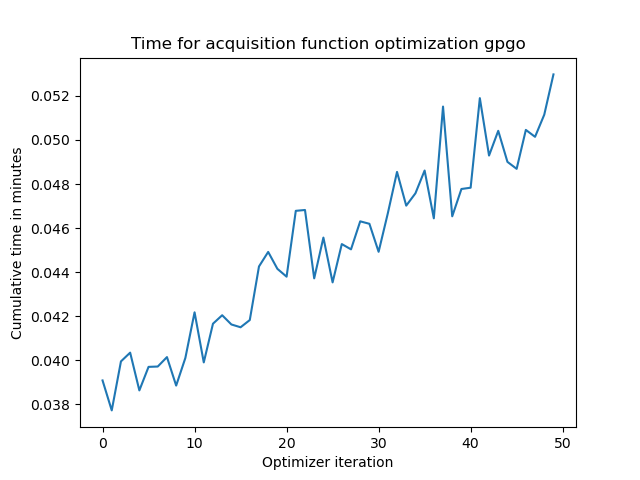 Time for acquisition function optimization gpgo
Cumulative time in minutes
0.052
0.050
0.048
0.046
0.044
0.042
0.040
0.038
0 10 20 30 40 50
Optimizer iteration